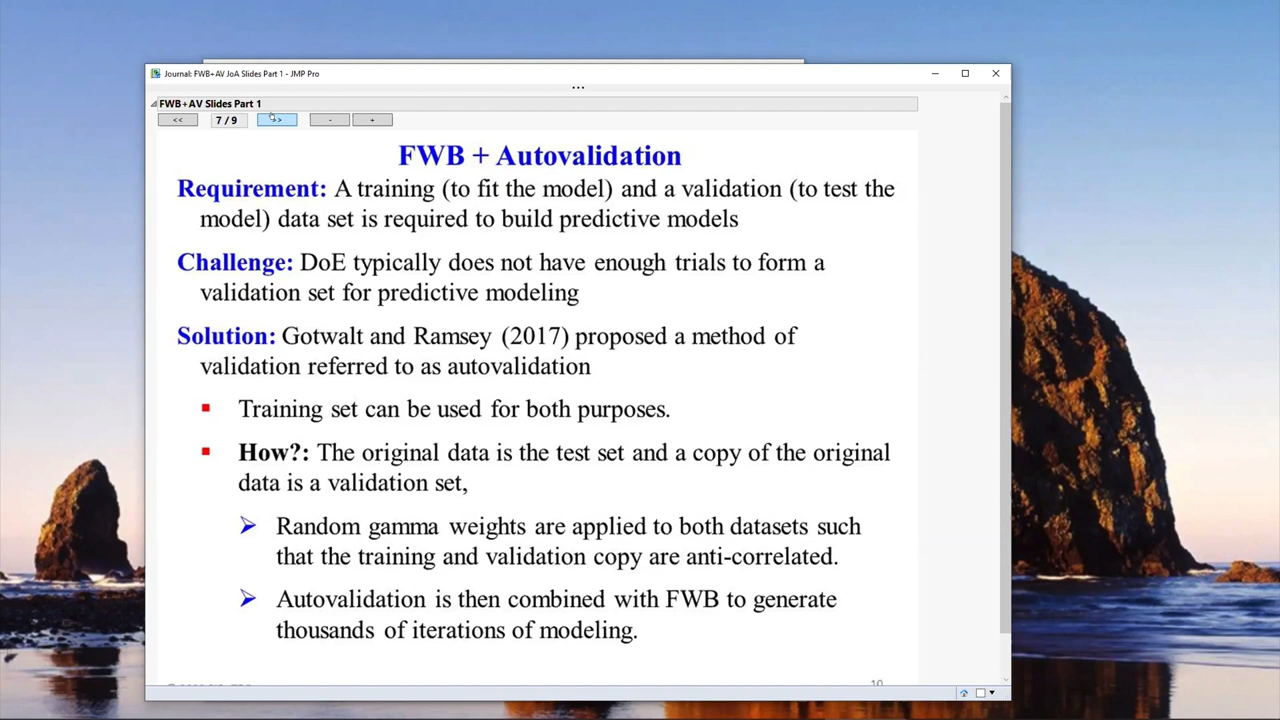 Journal: FWB+AV JoA Slides Part 1 - JMP Pro
FWB+AV Slides Part 1
<< 7 / 9 >> - +
FWB + Autovalidation
Requirement: A training (to fit the model) and a validation (to test the
model) data set is required to build predictive models
Challenge: DoE typically does not have enough trials to form a
validation set for predictive modeling
Solution: Gotwalt and Ramsey (2017) proposed a method of
validation referred to as autovalidation
Training set can be used for both purposes.
How?: The original data is the test set and a copy of the original
data is a validation set,
Random gamma weights are applied to both datasets such
that the training and validation copy are anti-correlated.
Autovalidation is then combined with FWB to generate
thousands of iterations of modeling.
10